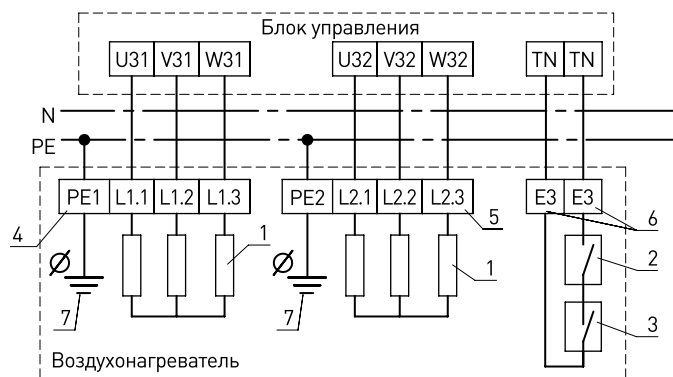 Блок управления
U31 V31 W31 U32 V32 W32 TN TN
N
PE
PE1 L1.1 L1.2 L1.3 PE2 L2.1 L2.2 L2.3 E3 E3
4 1 5 1 6
2
7 7 3
Воздухонагреватель